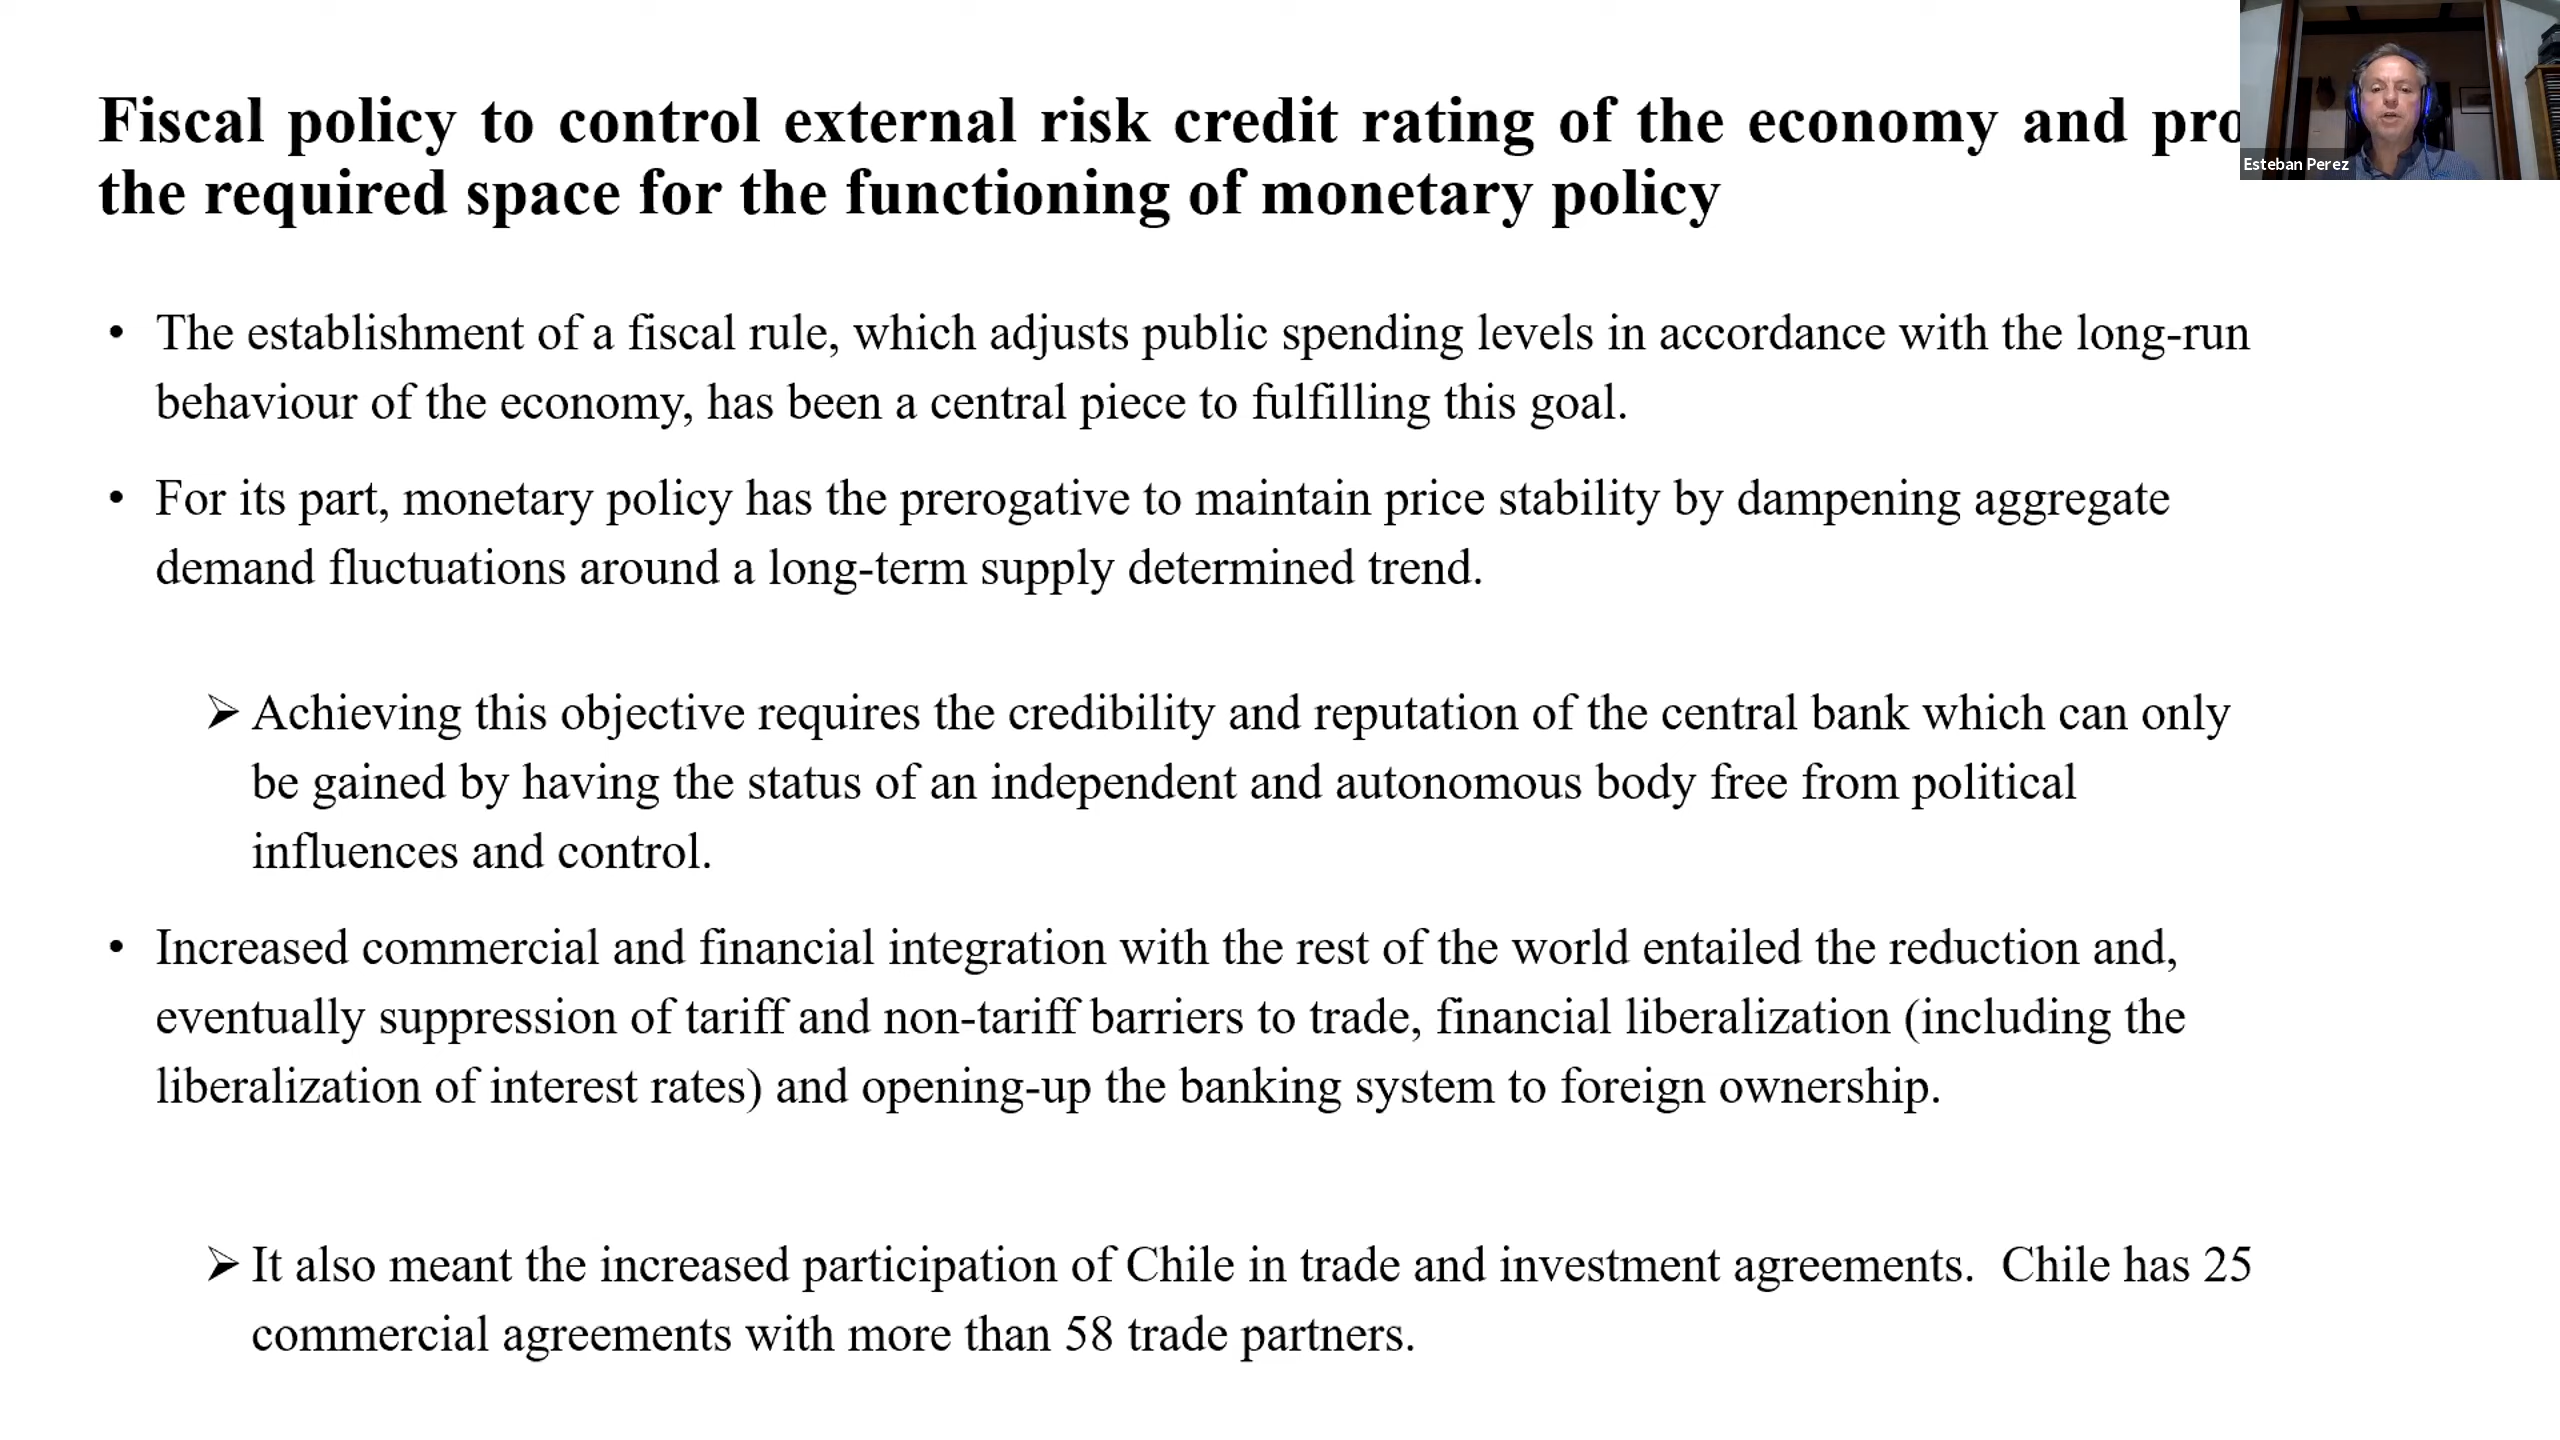 Fiscal policy to control external risk credit rating of the economy and pro
the required space for the functioning of monetary policy
Esteban Perez
• The establishment of a fiscal rule, which adjusts public spending levels in accordance with the long-run
behaviour of the economy, has been a central piece to fulfilling this goal.
• For its part, monetary policy has the prerogative to maintain price stability by dampening aggregate
demand fluctuations around a long-term supply determined trend.
➢ Achieving this objective requires the credibility and reputation of the central bank which can only
be gained by having the status of an independent and autonomous body free from political
influences and control.
• Increased commercial and financial integration with the rest of the world entailed the reduction and,
eventually suppression of tariff and non-tariff barriers to trade, financial liberalization (including the
liberalization of interest rates) and opening-up the banking system to foreign ownership.
➢ It also meant the increased participation of Chile in trade and investment agreements.  Chile has 25
commercial agreements with more than 58 trade partners.